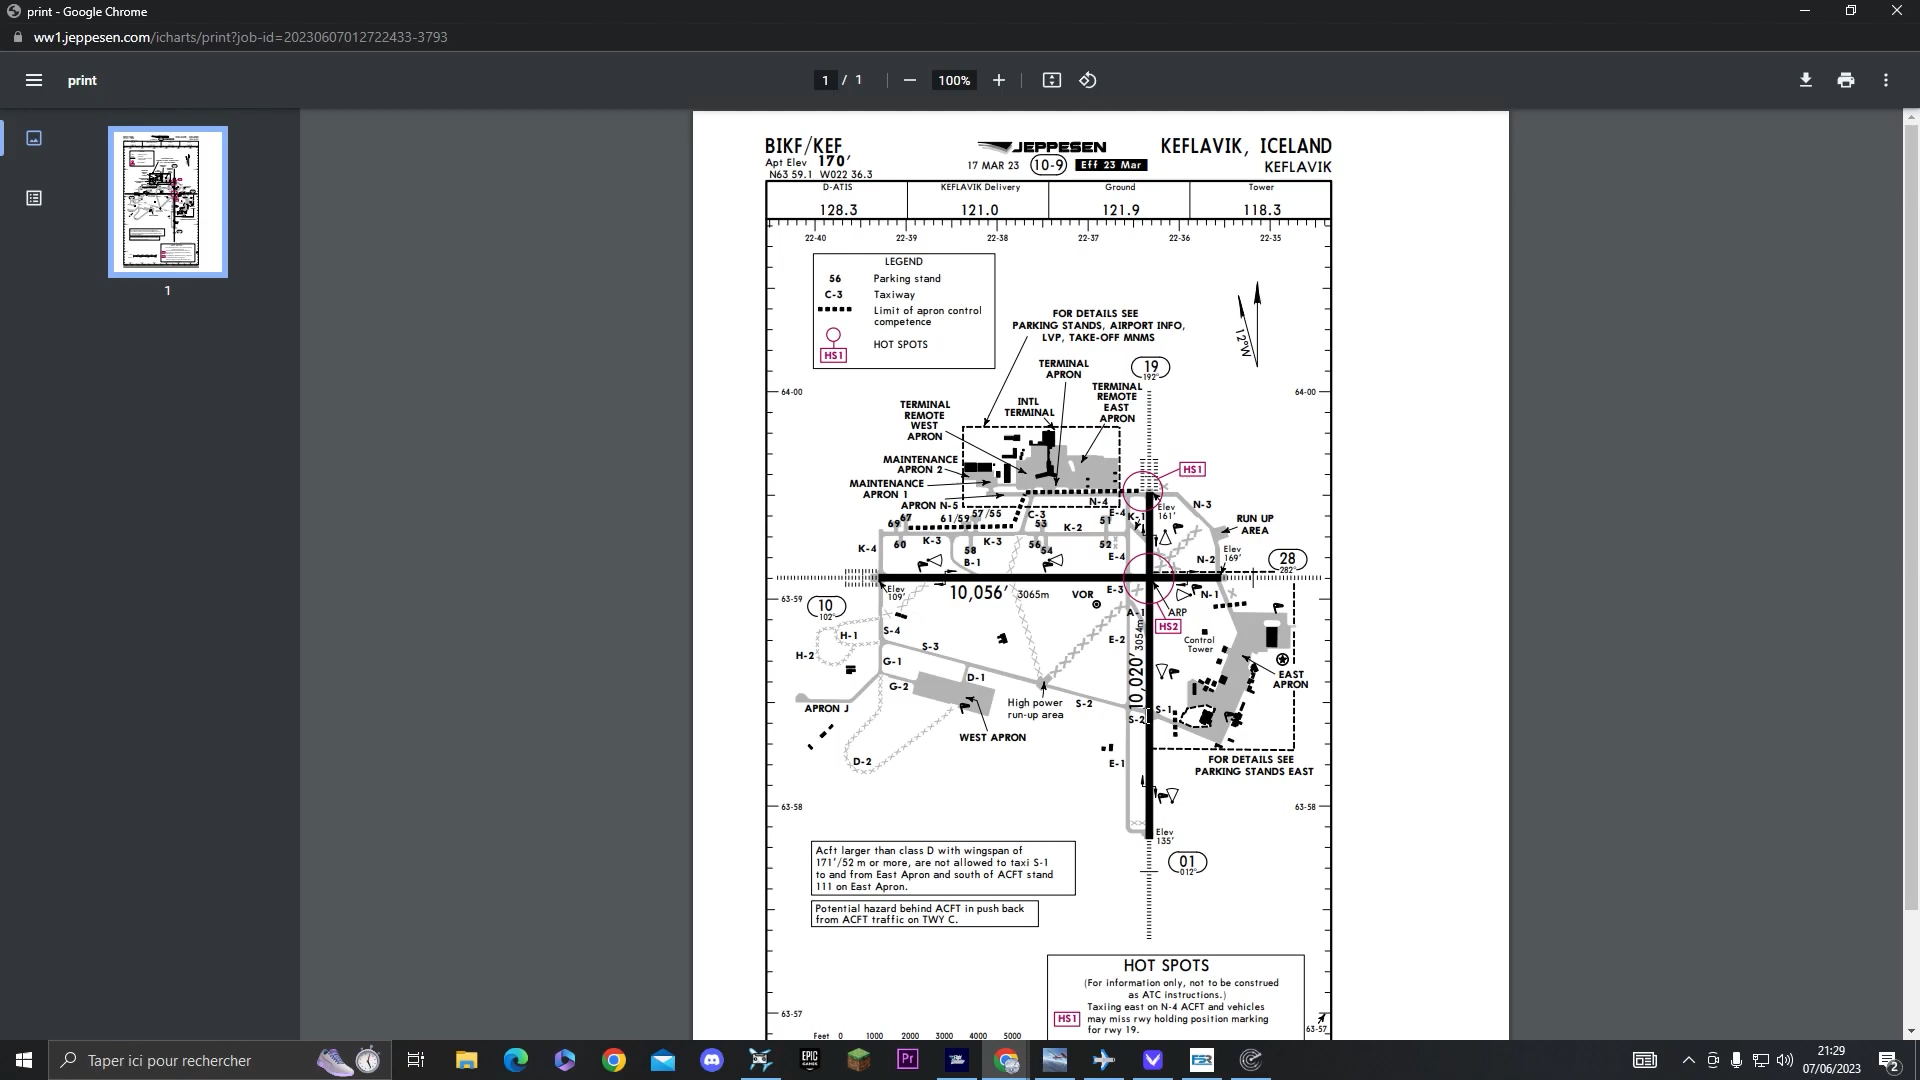 print - Google Chrome
ww1.jeppesen.com/icharts/print?job-id=20230607012722433-3793
print
1 / 1
100%
1
BIKF/KEF
Apt Elev 170'
N63 59.1 W022 36.3
JEPPESEN
17 MAR 23 10-9 Eff 23 Mar
KEFLAVIK, ICELAND
KEFLAVIK
D-ATIS
128.3
KEFLAVIK Delivery
121.0
Ground
121.9
Tower
118.3
22-40 22-39 22-38 22-37 22-36 22-35
LEGEND
56 Parking stand
C-3 Taxiway
Limit of apron control
competence
HS1 HOT SPOTS
12°W
FOR DETAILS SEE
PARKING STANDS, AIRPORT INFO,
LVP, TAKE-OFF MNMS
TERMINAL
APRON
19
192°
64-00
64-00
TERMINAL
REMOTE
EAST
APRON
INTL
TERMINAL
TERMINAL
REMOTE
WEST
APRON
MAINTENANCE
APRON 2
MAINTENANCE
APRON 1
APRON N-5
HS1
N-4
N-3
Elev
161'
RUN UP
AREA
69 67 61/59 57/55 C-3 53 51 E-4 K-1
K-2
K-4 60 K-3 58 K-3 56 54 52 E-4
B-1
N-2
Elev
169'
28
282°
Elev
109'
10,056' 3065m
VOR
E-3
N-1
63-59
10
102°
A-1
ARP
HS2
H-1
S-4
S-3
E-2
3054m
10,020'
Control
Tower
H-2
G-1
D-1
G-2
EAST
APRON
APRON J
High power
run-up area
S-2
S-1
S-2
WEST APRON
D-2
E-1
FOR DETAILS SEE
PARKING STANDS EAST
63-58
63-58
Elev
135'
01
012°
Acft larger than class D with wingspan of
171'/52 m or more, are not allowed to taxi S-1
to and from East Apron and south of ACFT stand
111 on East Apron.
Potential hazard behind ACFT in push back
from ACFT traffic on TWY C.
HOT SPOTS
(For information only, not to be construed
as ATC instructions.)
HS1 Taxiing east on N-4 ACFT and vehicles
may miss rwy holding position marking
for rwy 19.
63-57
63-57
Feet 0 1000 2000 3000 4000 5000
Taper ici pour rechercher
EPIC
GAMES
Pr
FSR
21:29
07/06/2023
2